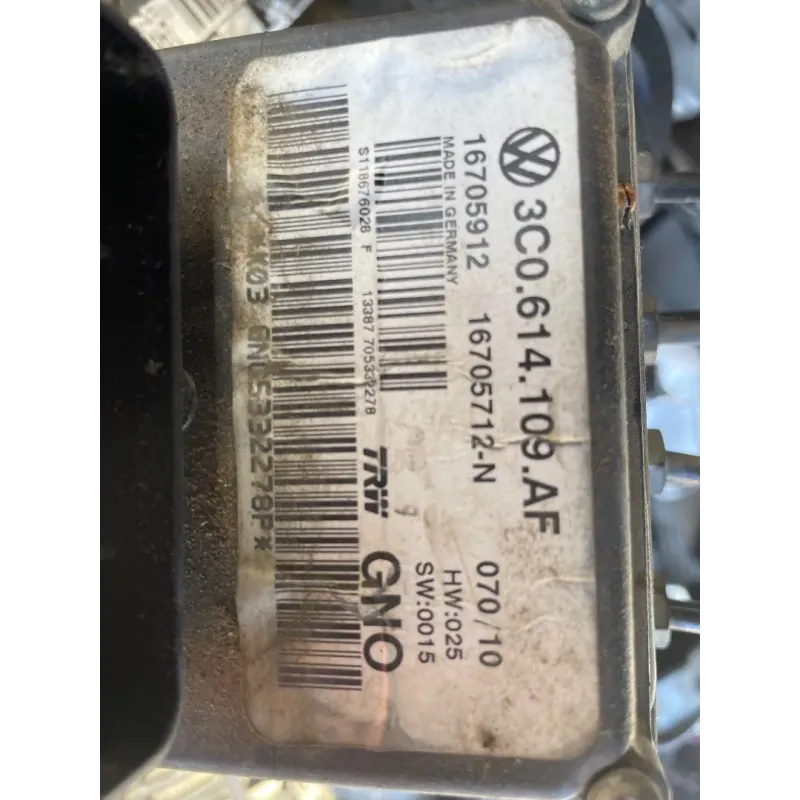 3C0.614.109.AF
16705912 16705712-N 070/10
MADE IN GERMANY
HW:025
SW:0015
S118676028 F 13387 705332278
TRW GNO